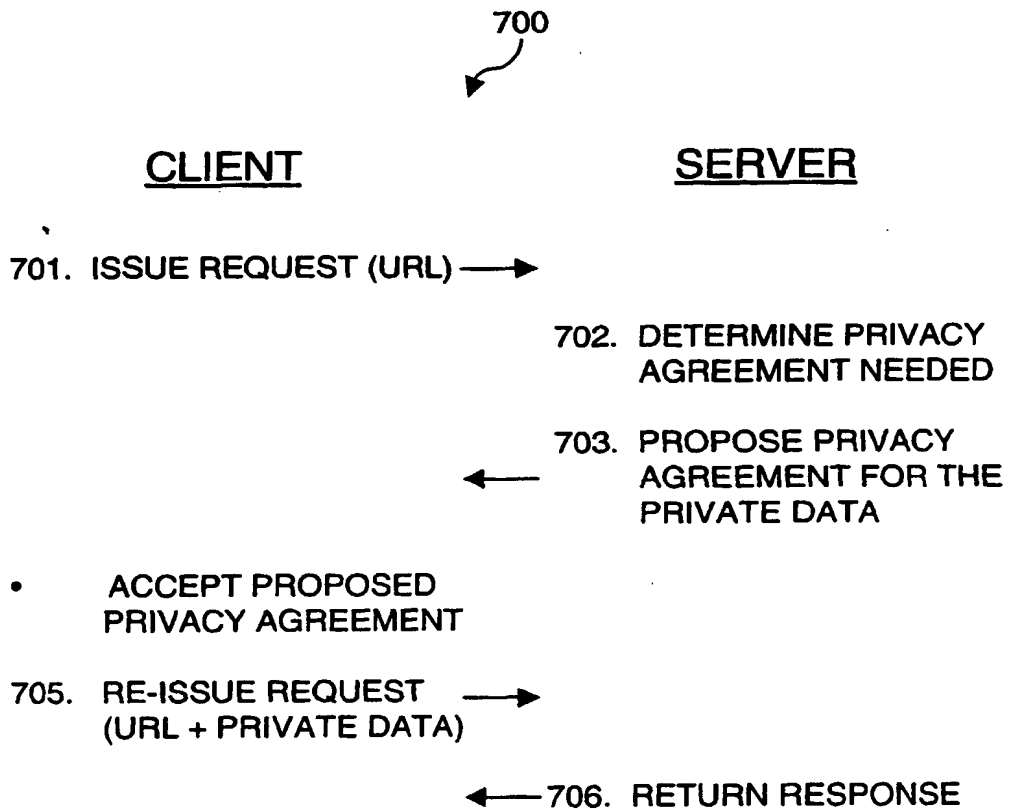 700
CLIENT
SERVER
701. ISSUE REQUEST (URL)
702. DETERMINE PRIVACY
AGREEMENT NEEDED
703. PROPOSE PRIVACY
AGREEMENT FOR THE
PRIVATE DATA
• ACCEPT PROPOSED
PRIVACY AGREEMENT
705. RE-ISSUE REQUEST
(URL + PRIVATE DATA)
706. RETURN RESPONSE